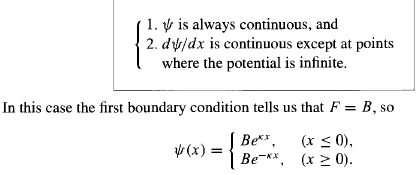 1. ψ is always continuous, and
2. dψ/dx is continuous except at points
where the potential is infinite.
In this case the first boundary condition tells us that F = B, so
ψ(x) = { Be^{κx}, (x ≤ 0),
Be^{−κx}, (x ≥ 0).